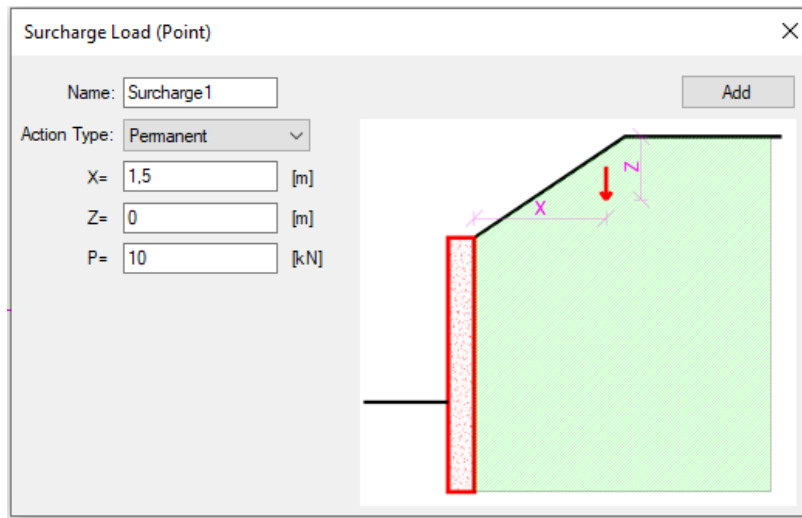 Surcharge Load (Point)
Name: Surcharge1
Add
Action Type: Permanent
X= 1,5 [m]
Z= 0 [m]
P= 10 [kN]
X
Z